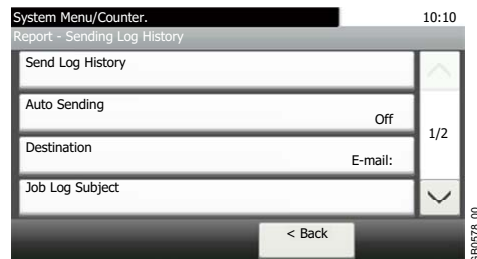 System Menu/Counter.
10:10
Report - Sending Log History
Send Log History
Auto Sending
Off
1/2
Destination
E-mail:
Job Log Subject
< Back
GB0578_00